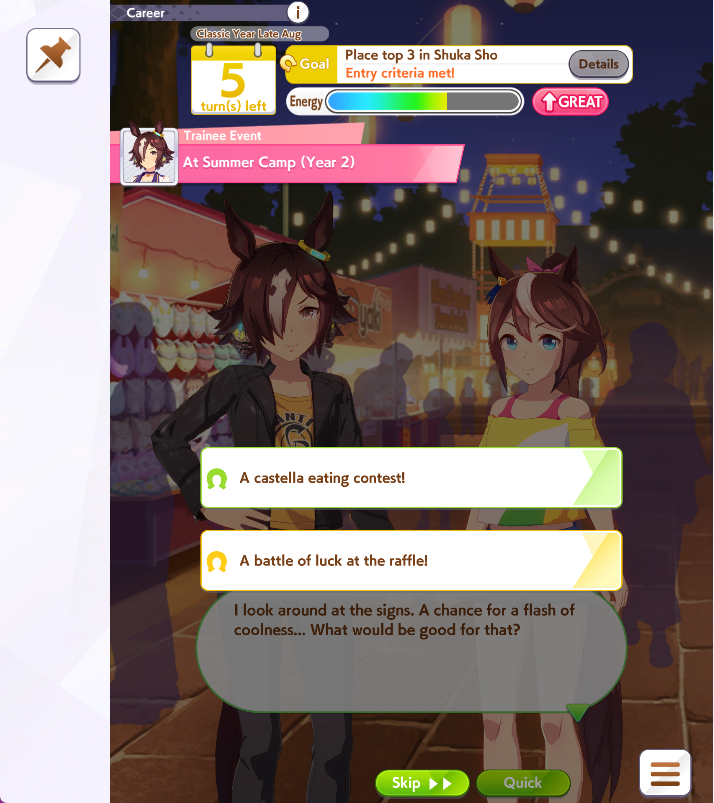 Career
i
Classic Year Late Aug
5
turn(s) left
Goal
Place top 3 in Shuka Sho
Entry criteria met!
Details
Energy
GREAT
Trainee Event
At Summer Camp (Year 2)
A castella eating contest!
A battle of luck at the raffle!
I look around at the signs. A chance for a flash of
coolness... What would be good for that?
Skip
Quick